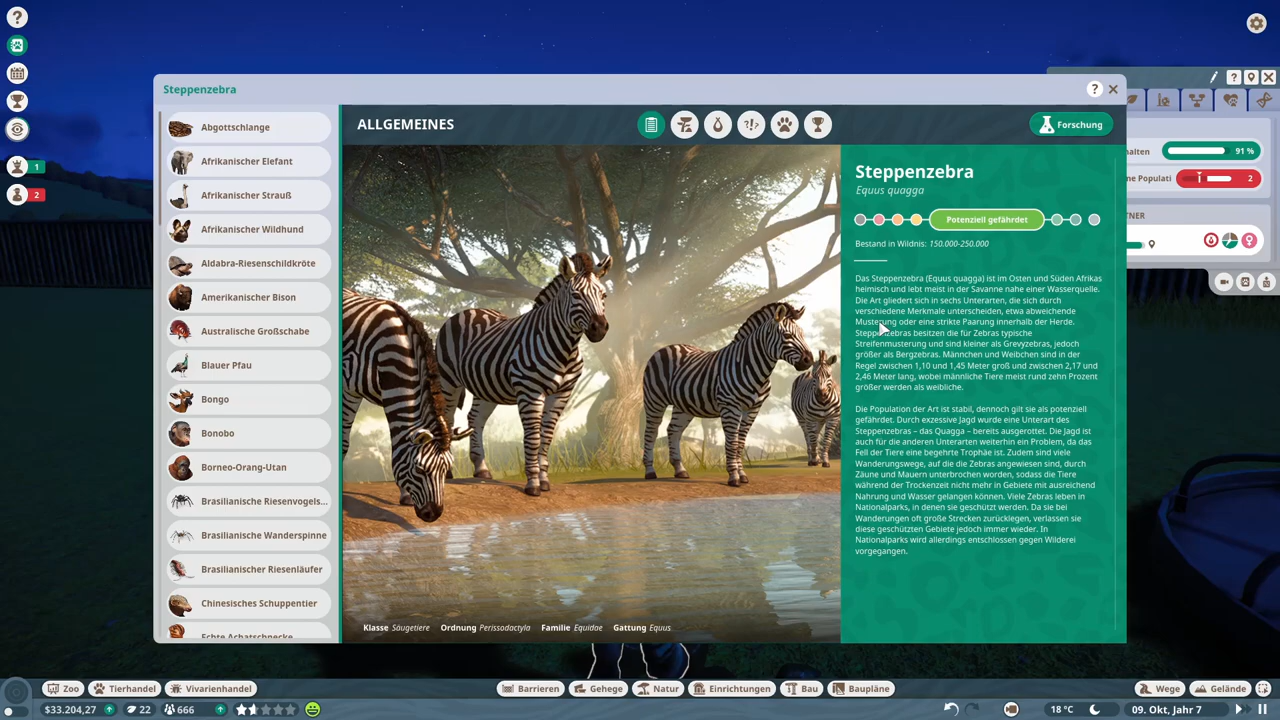 ?
Steppenzebra
?
Abgottschlange
Afrikanischer Elefant
Afrikanischer Strauß
Afrikanischer Wildhund
Aldabra-Riesenschildkröte
Amerikanischer Bison
Australische Großschabe
Blauer Pfau
Bongo
Bonobo
Borneo-Orang-Utan
Brasilianische Riesenvogels...
Brasilianische Wanderspinne
Brasilianischer Riesenläufer
Chinesisches Schuppentier
Echte Achatschnecke
1
2
ALLGEMEINES
?!?
Forschung
Klasse Säugetiere Ordnung Perissodactyla Familie Equidae Gattung Equus
Steppenzebra
Equus quagga
Potenziell gefährdet
Bestand in Wildnis: 150.000-250.000
Das Steppenzebra (Equus quagga) ist im Osten und Süden Afrikas
heimisch und lebt meist in der Savanne nahe einer Wasserquelle.
Die Art gliedert sich in sechs Unterarten, die sich durch
verschiedene Merkmale unterscheiden, etwa abweichende
Musterung oder eine strikte Paarung innerhalb der Herde.
Steppenzebras besitzen die für Zebras typische
Streifenmusterung und sind kleiner als Grevyzebras, jedoch
größer als Bergzebras. Männchen und Weibchen sind in der
Regel zwischen 1,10 und 1,45 Meter groß und zwischen 2,17 und
2,46 Meter lang, wobei männliche Tiere meist rund zehn Prozent
größer werden als weibliche.
Die Population der Art ist stabil, dennoch gilt sie als potenziell
gefährdet. Durch exzessive Jagd wurde eine Unterart des
Steppenzebras – das Quagga – bereits ausgerottet. Die Jagd ist
auch für die anderen Unterarten weiterhin ein Problem, da das
Fell der Tiere eine begehrte Trophäe ist. Zudem sind viele
Wanderungswege, auf die die Zebras angewiesen sind, durch
Zäune und Mauern unterbrochen worden, sodass die Tiere
während der Trockenzeit nicht mehr in Gebiete mit ausreichend
Nahrung und Wasser gelangen können. Viele Zebras leben in
Nationalparks, in denen sie geschützt werden. Da sie bei
Wanderungen oft große Strecken zurücklegen, verlassen sie
diese geschützten Gebiete jedoch immer wieder. In
Nationalparks wird allerdings entschlossen gegen Wilderei
vorgegangen.
?
halten 91 %
ne Populati 2
TNER
Zoo Tierhandel Vivarienhandel Barrieren Gehege Natur Einrichtungen Bau Baupläne Wege Gelände
$33.204,27 22 666 18 °C 09. Okt, Jahr 7